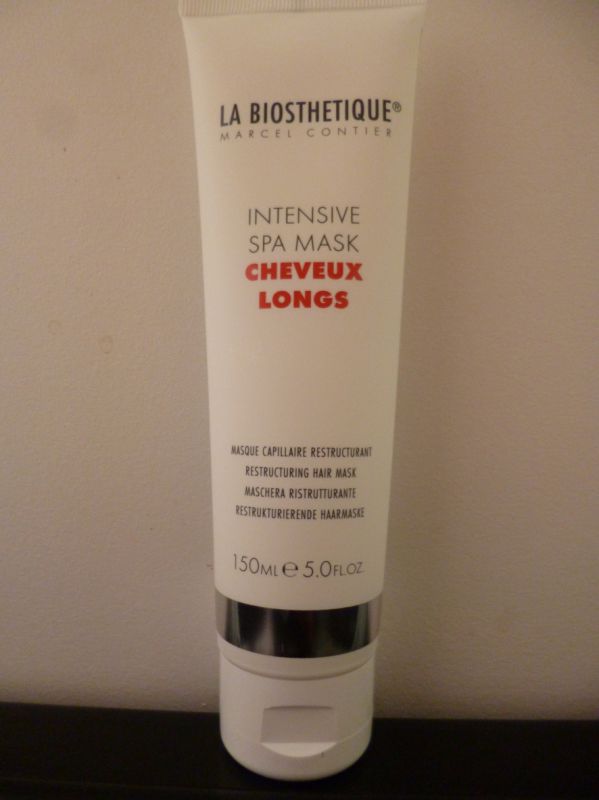 LA BIOSTHETIQUE®
MARCEL CONTIER
INTENSIVE
SPA MASK
CHEVEUX
LONGS
MASQUE CAPILLAIRE RESTRUCTURANT
RESTRUCTURING HAIR MASK
MASCHERA RISTRUTTURANTE
RESTRUKTURIERENDE HAARMASKE
150ML ℮ 5.0FL.OZ.